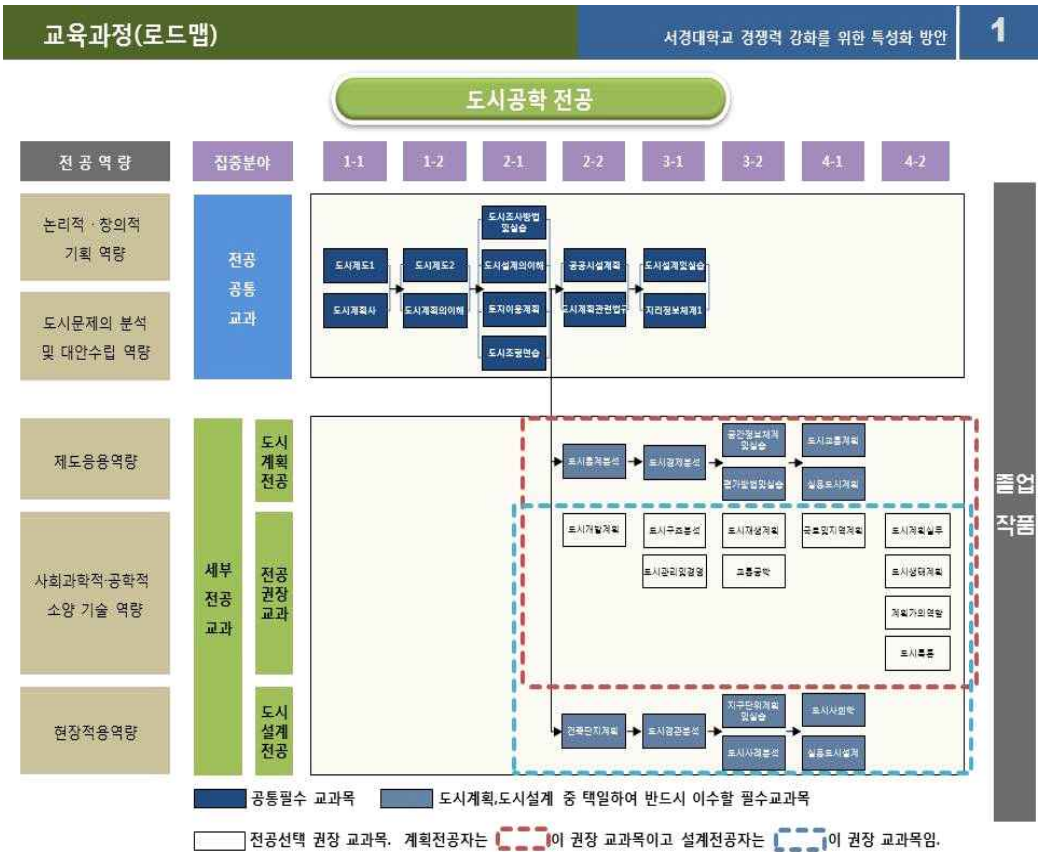 교육과정(로드맵)
서경대학교 경쟁력 강화를 위한 특성화 방안
1
도시공학 전공
전 공 역 량
집중분야
1-1
1-2
2-1
2-2
3-1
3-2
4-1
4-2
논리적 · 창의적
기획 역량
도시문제의 분석
및 대안수립 역량
전공
공통
교과
도시제도1
도시계획사
도시제도2
도시계획의이해
도시조사방법
및실습
도시설계의이해
토지이용계획
도시조경연습
공공시설계획
도시계획관련법규
도시설계및실습
지리정보체계1
제도응용역량
사회과학적·공학적
소양 기술 역량
현장적용역량
세부
전공
교과
도시
계획
전공
전공
권장
교과
도시
설계
전공
도시통계분석
도시경제분석
공간정보체계
및실습
평가방법및실습
도시교통계획
실용도시계획
도시개발계획
도시구조분석
도시관리및경영
도시재생계획
교통공학
국토및지역계획
도시계획실무
도시생태계획
계획가의역할
도시특론
건축단지계획
도시경관분석
지구단위계획
및실습
도시사례분석
도시사회학
실용도시설계
졸업
작품
공통필수 교과목
도시계획,도시설계 중 택일하여 반드시 이수할 필수교과목
전공선택 권장 교과목. 계획전공자는 이 권장 교과목이고 설계전공자는 이 권장 교과목임.